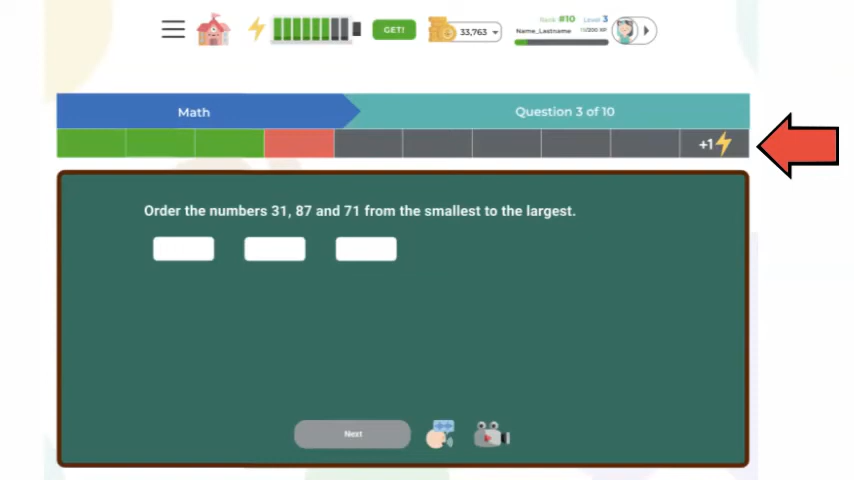 GET!
33,763
Rank #10 Level 3
Name_Lastname 11/200 XP
Math
Question 3 of 10
+1
Order the numbers 31, 87 and 71 from the smallest to the largest.
Next